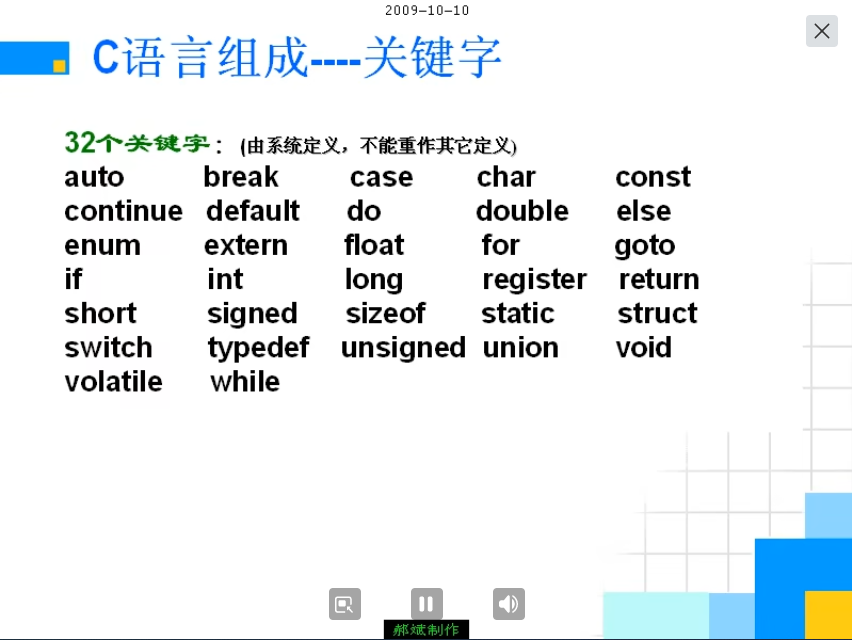 2009-10-10
C语言组成----关键字
32个关键字：(由系统定义，不能重作其它定义)
auto break case char const
continue default do double else
enum extern float for goto
if int long register return
short signed sizeof static struct
switch typedef unsigned union void
volatile while
郝斌制作